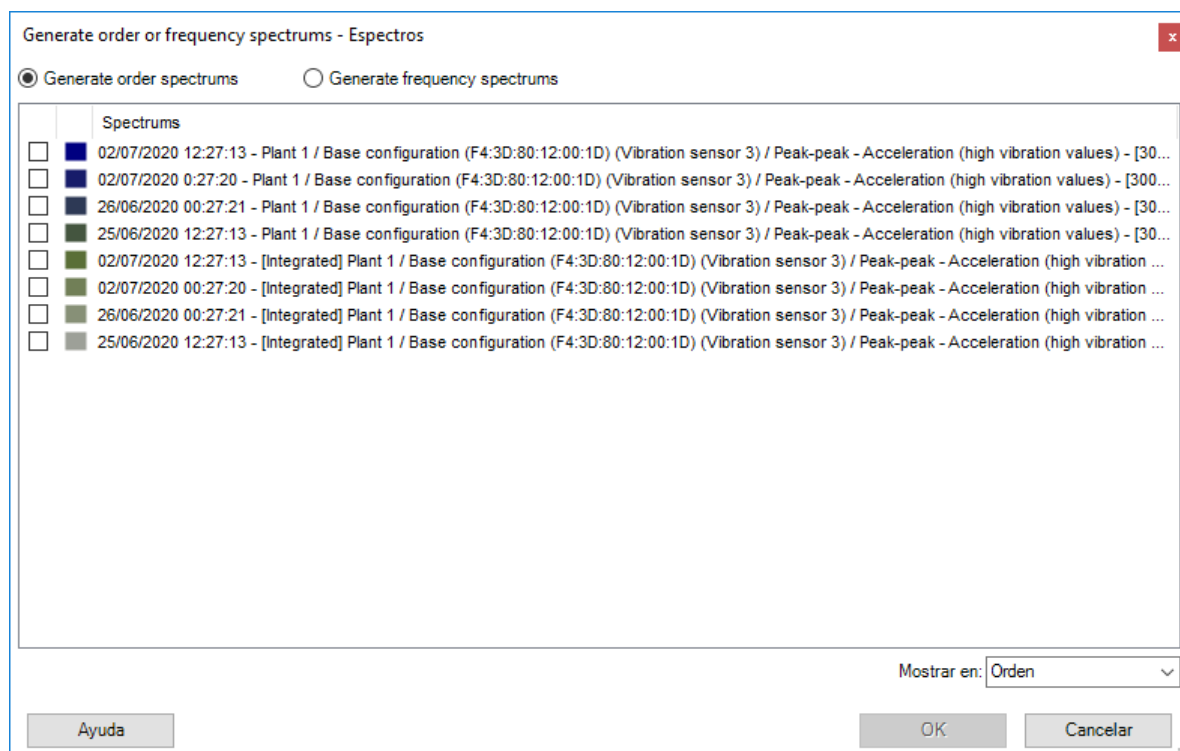 Generate order or frequency spectrums - Espectros
x
Generate order spectrums Generate frequency spectrums
Spectrums
02/07/2020 12:27:13 - Plant 1 / Base configuration (F4:3D:80:12:00:1D) (Vibration sensor 3) / Peak-peak - Acceleration (high vibration values) - [30...
02/07/2020 0:27:20 - Plant 1 / Base configuration (F4:3D:80:12:00:1D) (Vibration sensor 3) / Peak-peak - Acceleration (high vibration values) - [300...
26/06/2020 00:27:21 - Plant 1 / Base configuration (F4:3D:80:12:00:1D) (Vibration sensor 3) / Peak-peak - Acceleration (high vibration values) - [30...
25/06/2020 12:27:13 - Plant 1 / Base configuration (F4:3D:80:12:00:1D) (Vibration sensor 3) / Peak-peak - Acceleration (high vibration values) - [30...
02/07/2020 12:27:13 - [Integrated] Plant 1 / Base configuration (F4:3D:80:12:00:1D) (Vibration sensor 3) / Peak-peak - Acceleration (high vibration ...
02/07/2020 00:27:20 - [Integrated] Plant 1 / Base configuration (F4:3D:80:12:00:1D) (Vibration sensor 3) / Peak-peak - Acceleration (high vibration ...
26/06/2020 00:27:21 - [Integrated] Plant 1 / Base configuration (F4:3D:80:12:00:1D) (Vibration sensor 3) / Peak-peak - Acceleration (high vibration ...
25/06/2020 12:27:13 - [Integrated] Plant 1 / Base configuration (F4:3D:80:12:00:1D) (Vibration sensor 3) / Peak-peak - Acceleration (high vibration ...
Mostrar en: Orden
Ayuda OK Cancelar